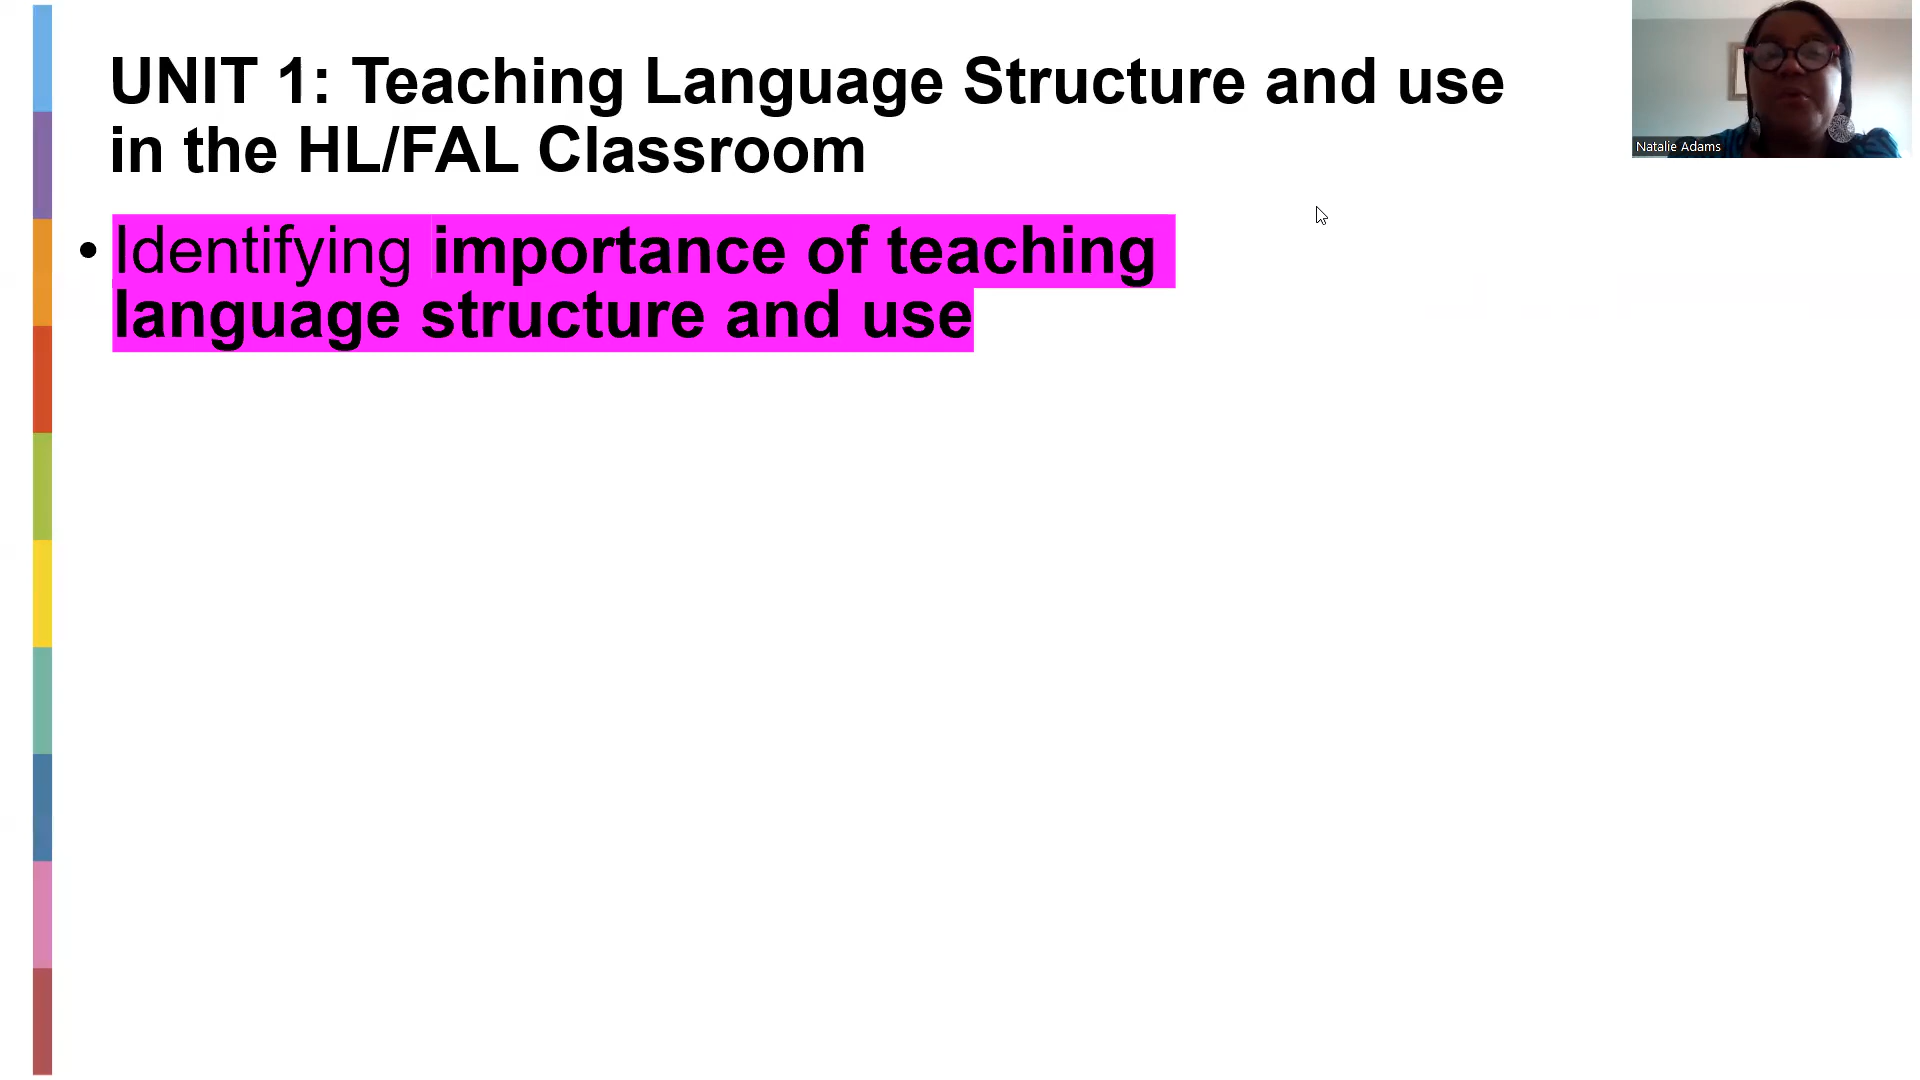 UNIT 1: Teaching Language Structure and use
in the HL/FAL Classroom
• Identifying importance of teaching
language structure and use
Natalie Adams